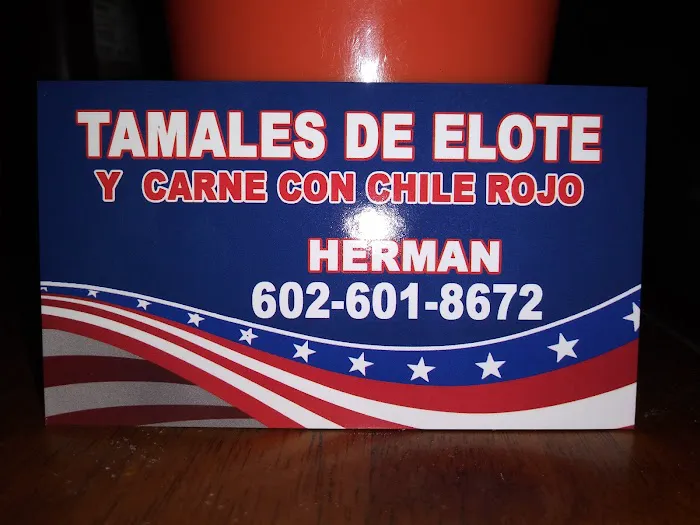 TAMALES DE ELOTE
Y CARNE CON CHILE ROJO
HERMAN
602-601-8672